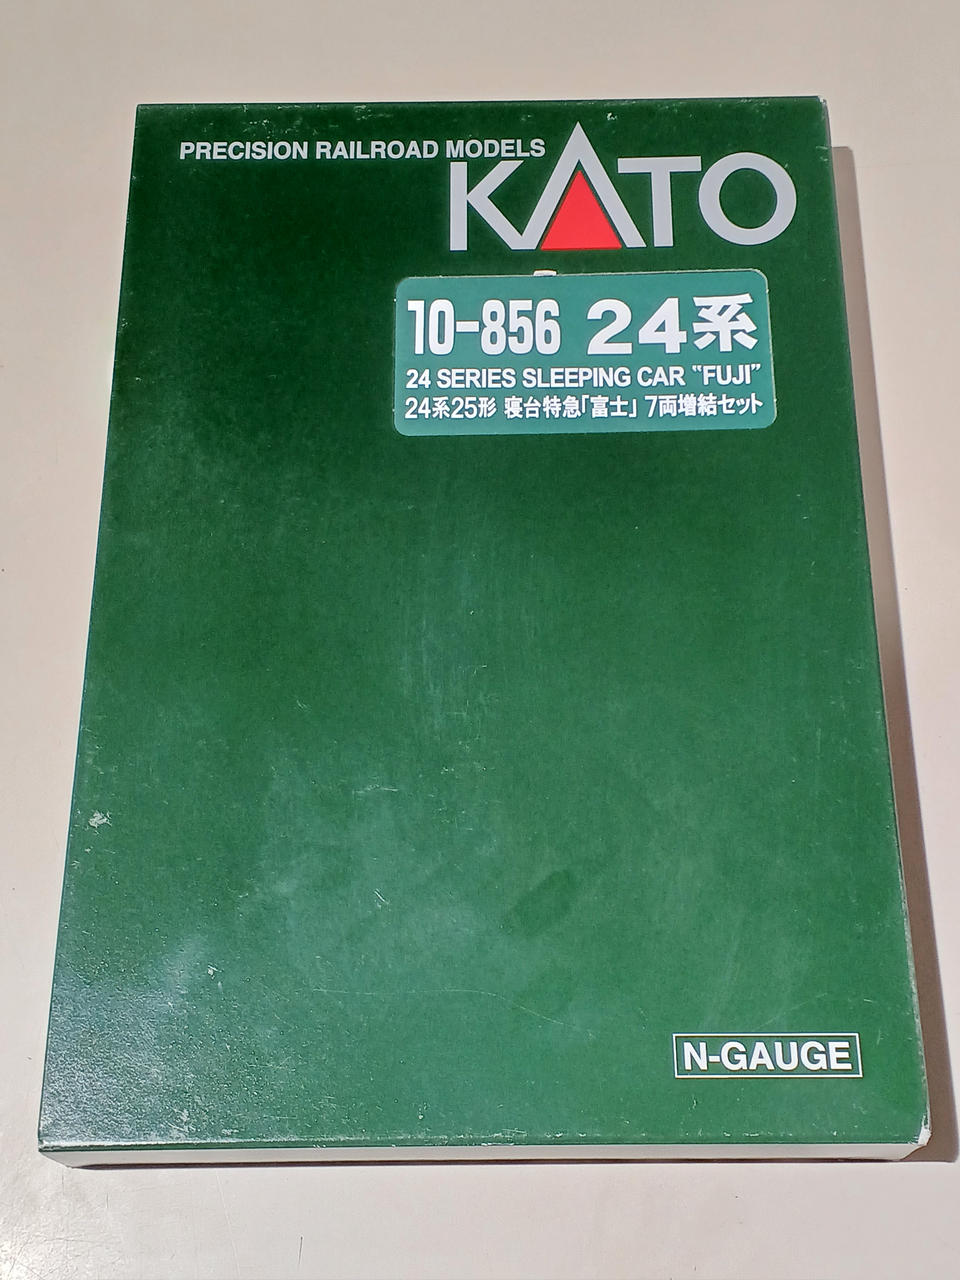 PRECISION RAILROAD MODELS
KATO
10-856 24系
24 SERIES SLEEPING CAR "FUJI"
24系25形 寝台特急「富士」 7両増結セット
N-GAUGE